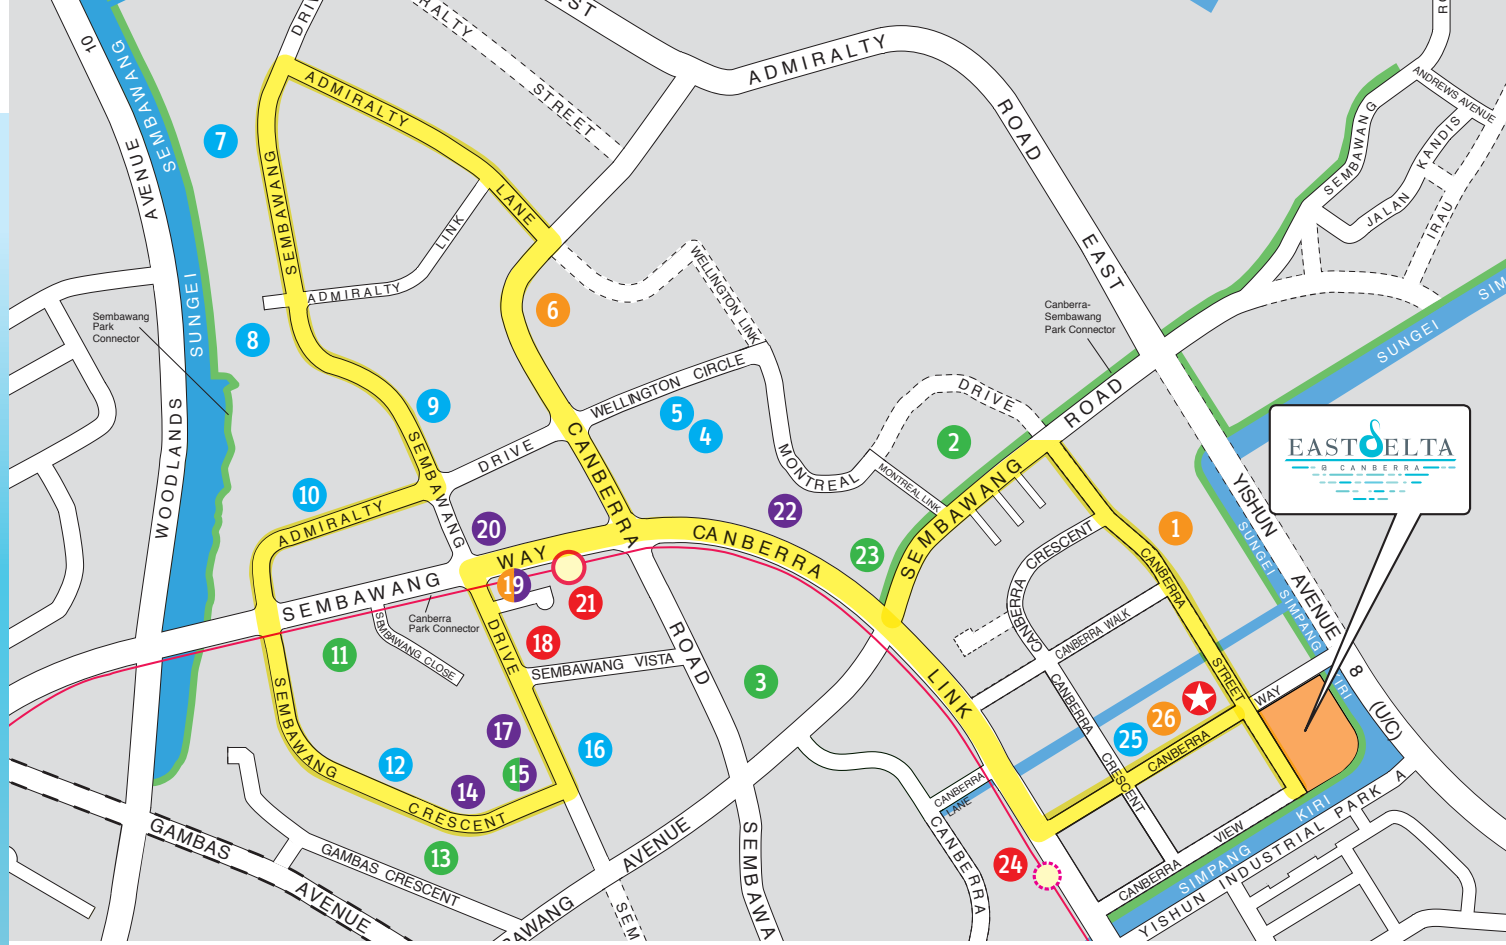 10
SEMBAWANG
AVENUE
SUNGEI
WOODLANDS
Sembawang
Park
Connector
7
8
SEMBAWANG
ADMIRALTY
LANE
LINK
ADMIRALTY
STREET
ADMIRALTY
ROAD
EAST
6
WELLINGTON LINK
WELLINGTON CIRCLE
5
4
9
SEMBAWANG
DRIVE
CANBERRA
10
ADMIRALTY
20
WAY
CANBERRA
LINK
19
21
18
SEMBAWANG
Canberra
Park Connector
SEMBAWANG CLOSE
DRIVE
SEMBAWANG VISTA
ROAD
11
SEMBAWANG
CRESCENT
12
14
17
15
16
13
GAMBAS
AVENUE
GAMBAS CRESCENT
AVENUE
3
MONTREAL
DRIVE
MONTREAL LINK
22
23
2
SEMBAWANG
ROAD
Canberra-
Sembawang
Park Connector
SEMBAWANG
ANDREWS AVENUE
JALAN
KANDIS
IRAU
SUNGEI
SIM
1
CANBERRA
STREET
CANBERRA
CRESCENT
CANBERRA WALK
CANBERRA
CRESCENT
CANBERRA
WAY
25
26
YISHUN
AVENUE
8
(U/C)
SUNGEI
SIMPANG
KIRI
EASTDELTA
@ CANBERRA
CANBERRA
LANE
CANBERRA
24
CANBERRA
VIEW
SIMPANG
KIRI
YISHUN INDUSTRIAL PARK A